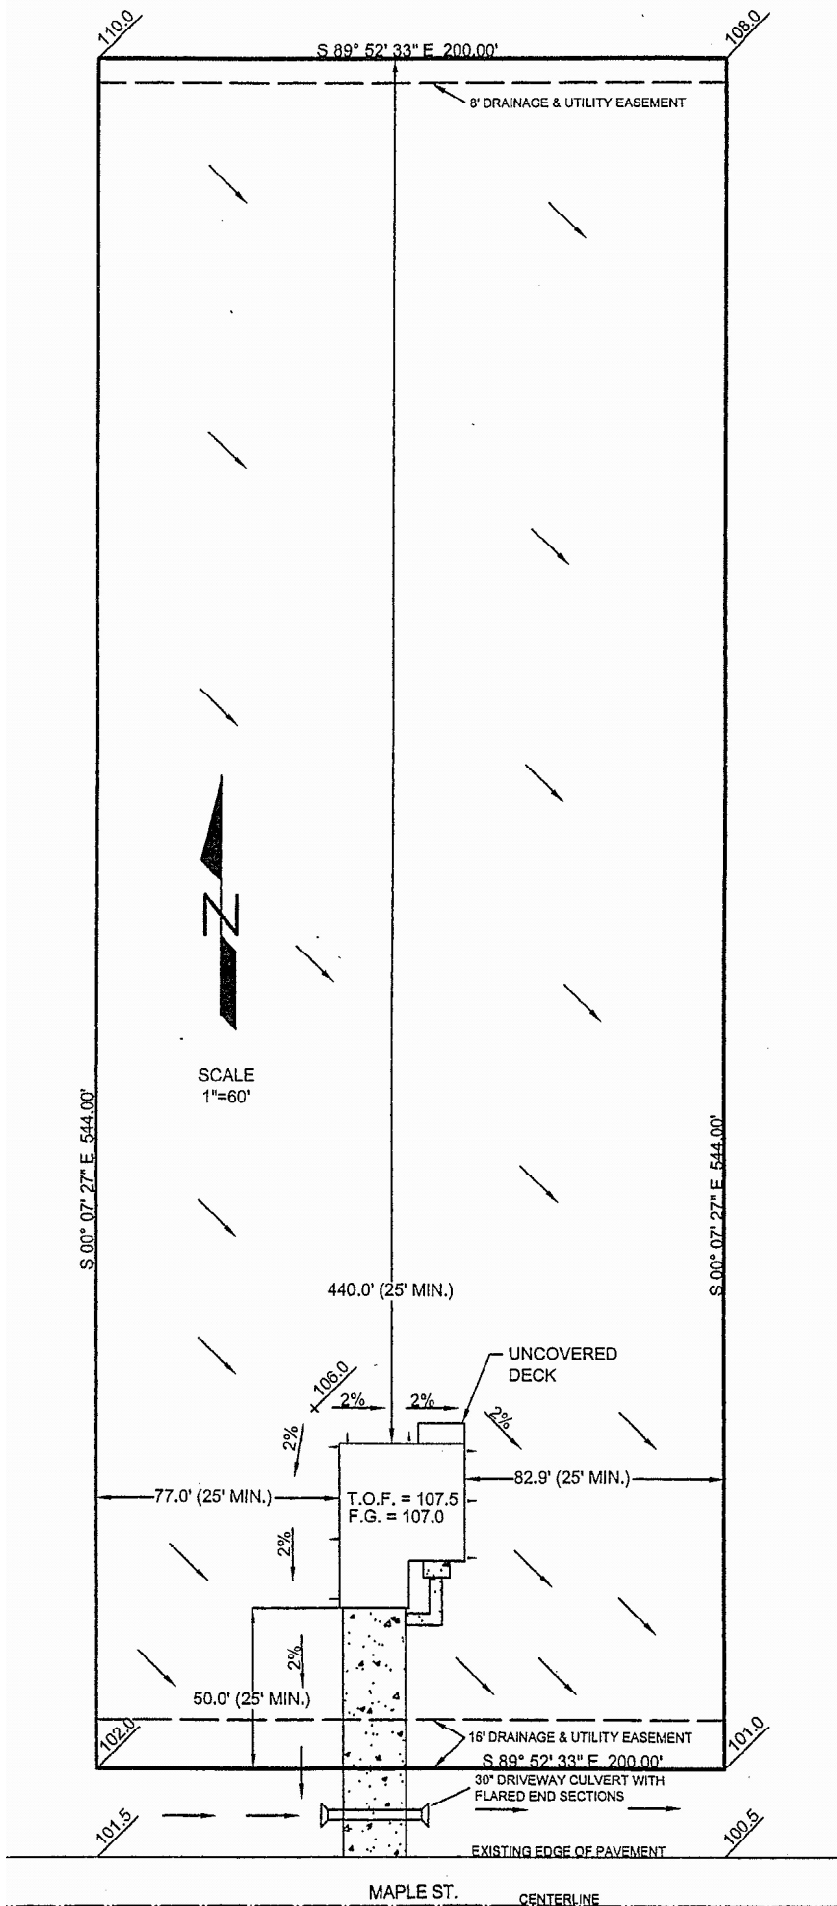 110.0
108.0
S 89° 52' 33" E 200.00'
8' DRAINAGE & UTILITY EASEMENT
N
SCALE
1"=60'
S 00° 07' 27" E 544.00'
S 00° 07' 27" E 544.00'
440.0' (25' MIN.)
UNCOVERED
DECK
106.0
2%
2%
2%
2%
77.0' (25' MIN.)
82.9' (25' MIN.)
T.O.F. = 107.5
F.G. = 107.0
2%
2%
50.0' (25' MIN.)
102.0
16' DRAINAGE & UTILITY EASEMENT
101.0
S 89° 52' 33" E 200.00'
30" DRIVEWAY CULVERT WITH
FLARED END SECTIONS
101.5
100.5
EXISTING EDGE OF PAVEMENT
MAPLE ST.
CENTERLINE